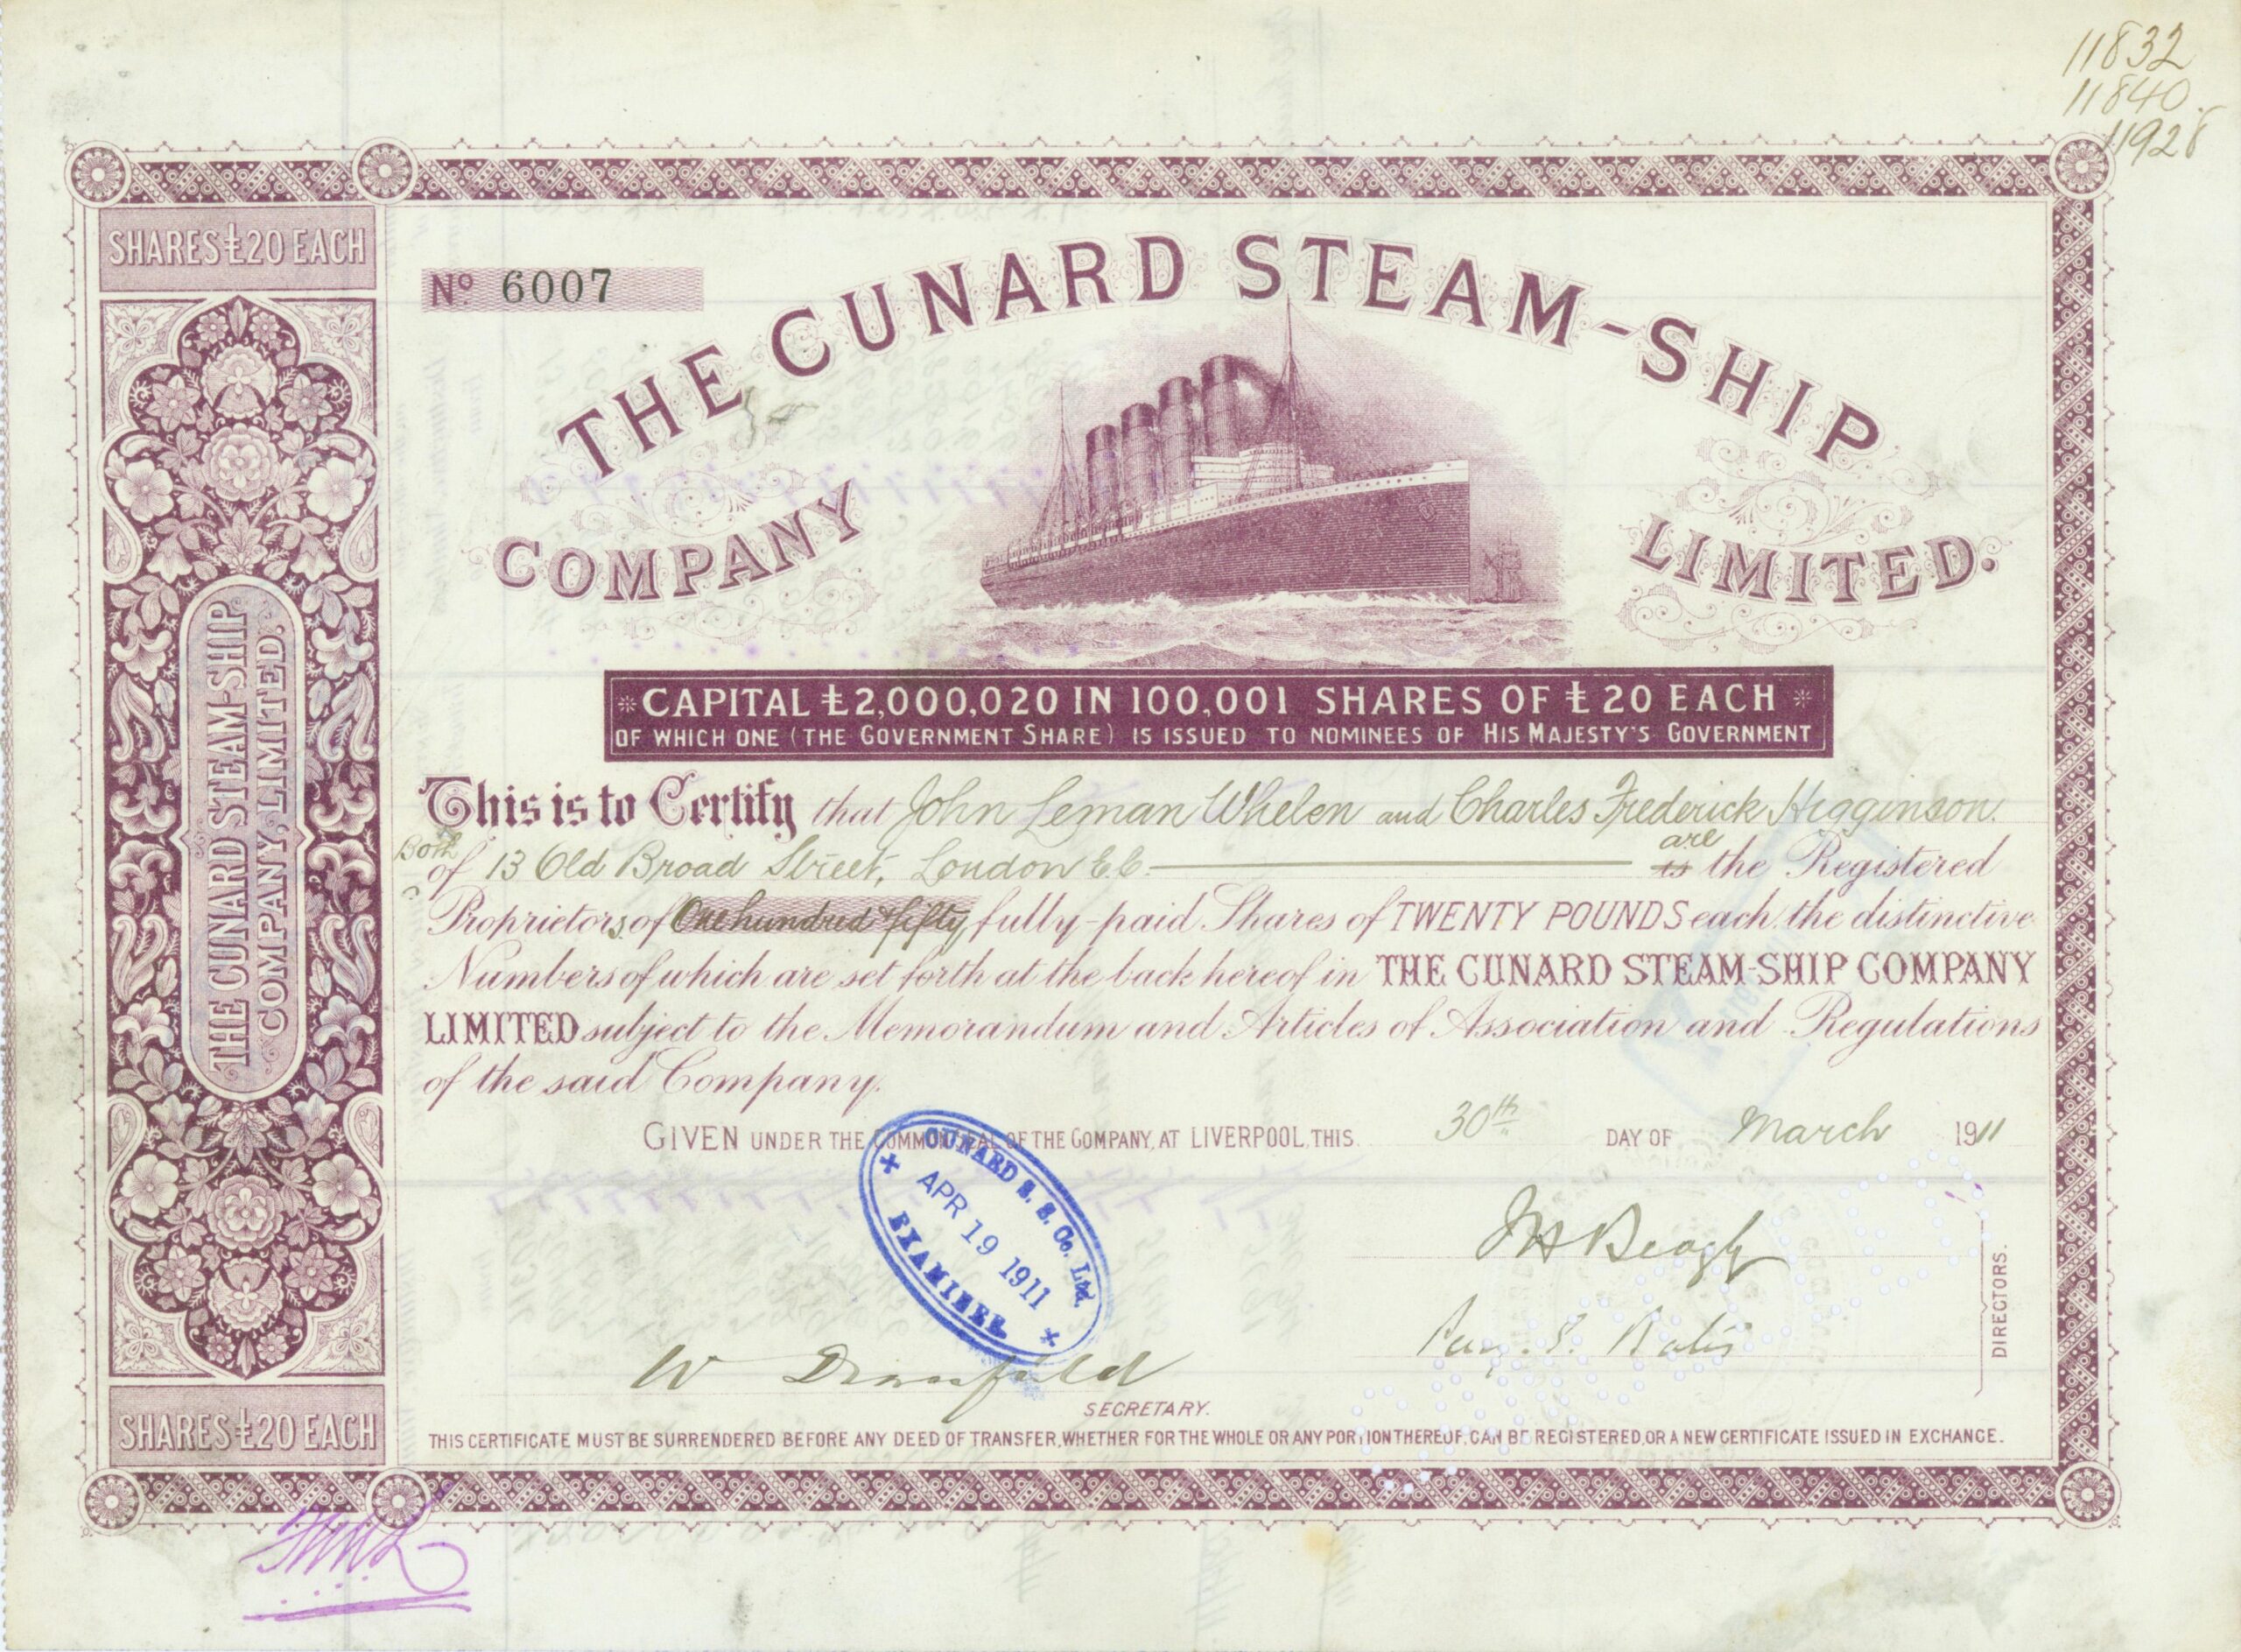 11832
11840.
11928
SHARES £20 EACH
Nº 6007
THE CUNARD STEAM-SHIP
COMPANY LIMITED.
THE CUNARD STEAM-SHIP
COMPANY, LIMITED.
CAPITAL £2,000,020 IN 100,001 SHARES OF £20 EACH
OF WHICH ONE (THE GOVERNMENT SHARE) IS ISSUED TO NOMINEES OF HIS MAJESTY'S GOVERNMENT
This is to Certify that John Leman Whelen and Charles Frederick Higginson.
Both of 13 Old Broad Street, London E.C. is are the Registered
Proprietors of One hundred & fifty fully-paid Shares of TWENTY POUNDS each the distinctive
Numbers of which are set forth at the back hereof in THE CUNARD STEAM-SHIP COMPANY
LIMITED subject to the Memorandum and Articles of Association and Regulations
of the said Company.
GIVEN UNDER THE COMMON SEAL OF THE COMPANY, AT LIVERPOOL, THIS 30th DAY OF March 1911
CUNARD S. S. Co. Ltd.
APR 19 1911
EXAMINER
DIRECTORS.
SECRETARY.
SHARES £20 EACH
THIS CERTIFICATE MUST BE SURRENDERED BEFORE ANY DEED OF TRANSFER, WHETHER FOR THE WHOLE OR ANY PORTION THEREOF, CAN BE REGISTERED, OR A NEW CERTIFICATE ISSUED IN EXCHANGE.